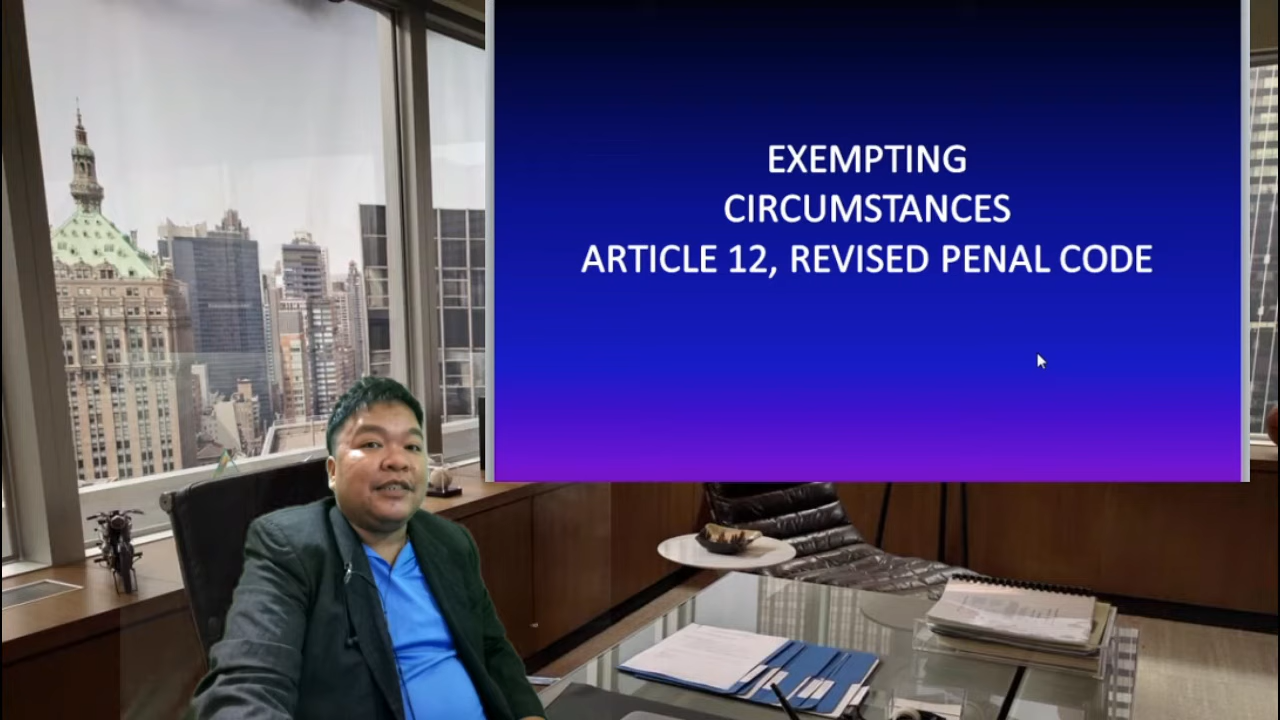 EXEMPTING
CIRCUMSTANCES
ARTICLE 12, REVISED PENAL CODE